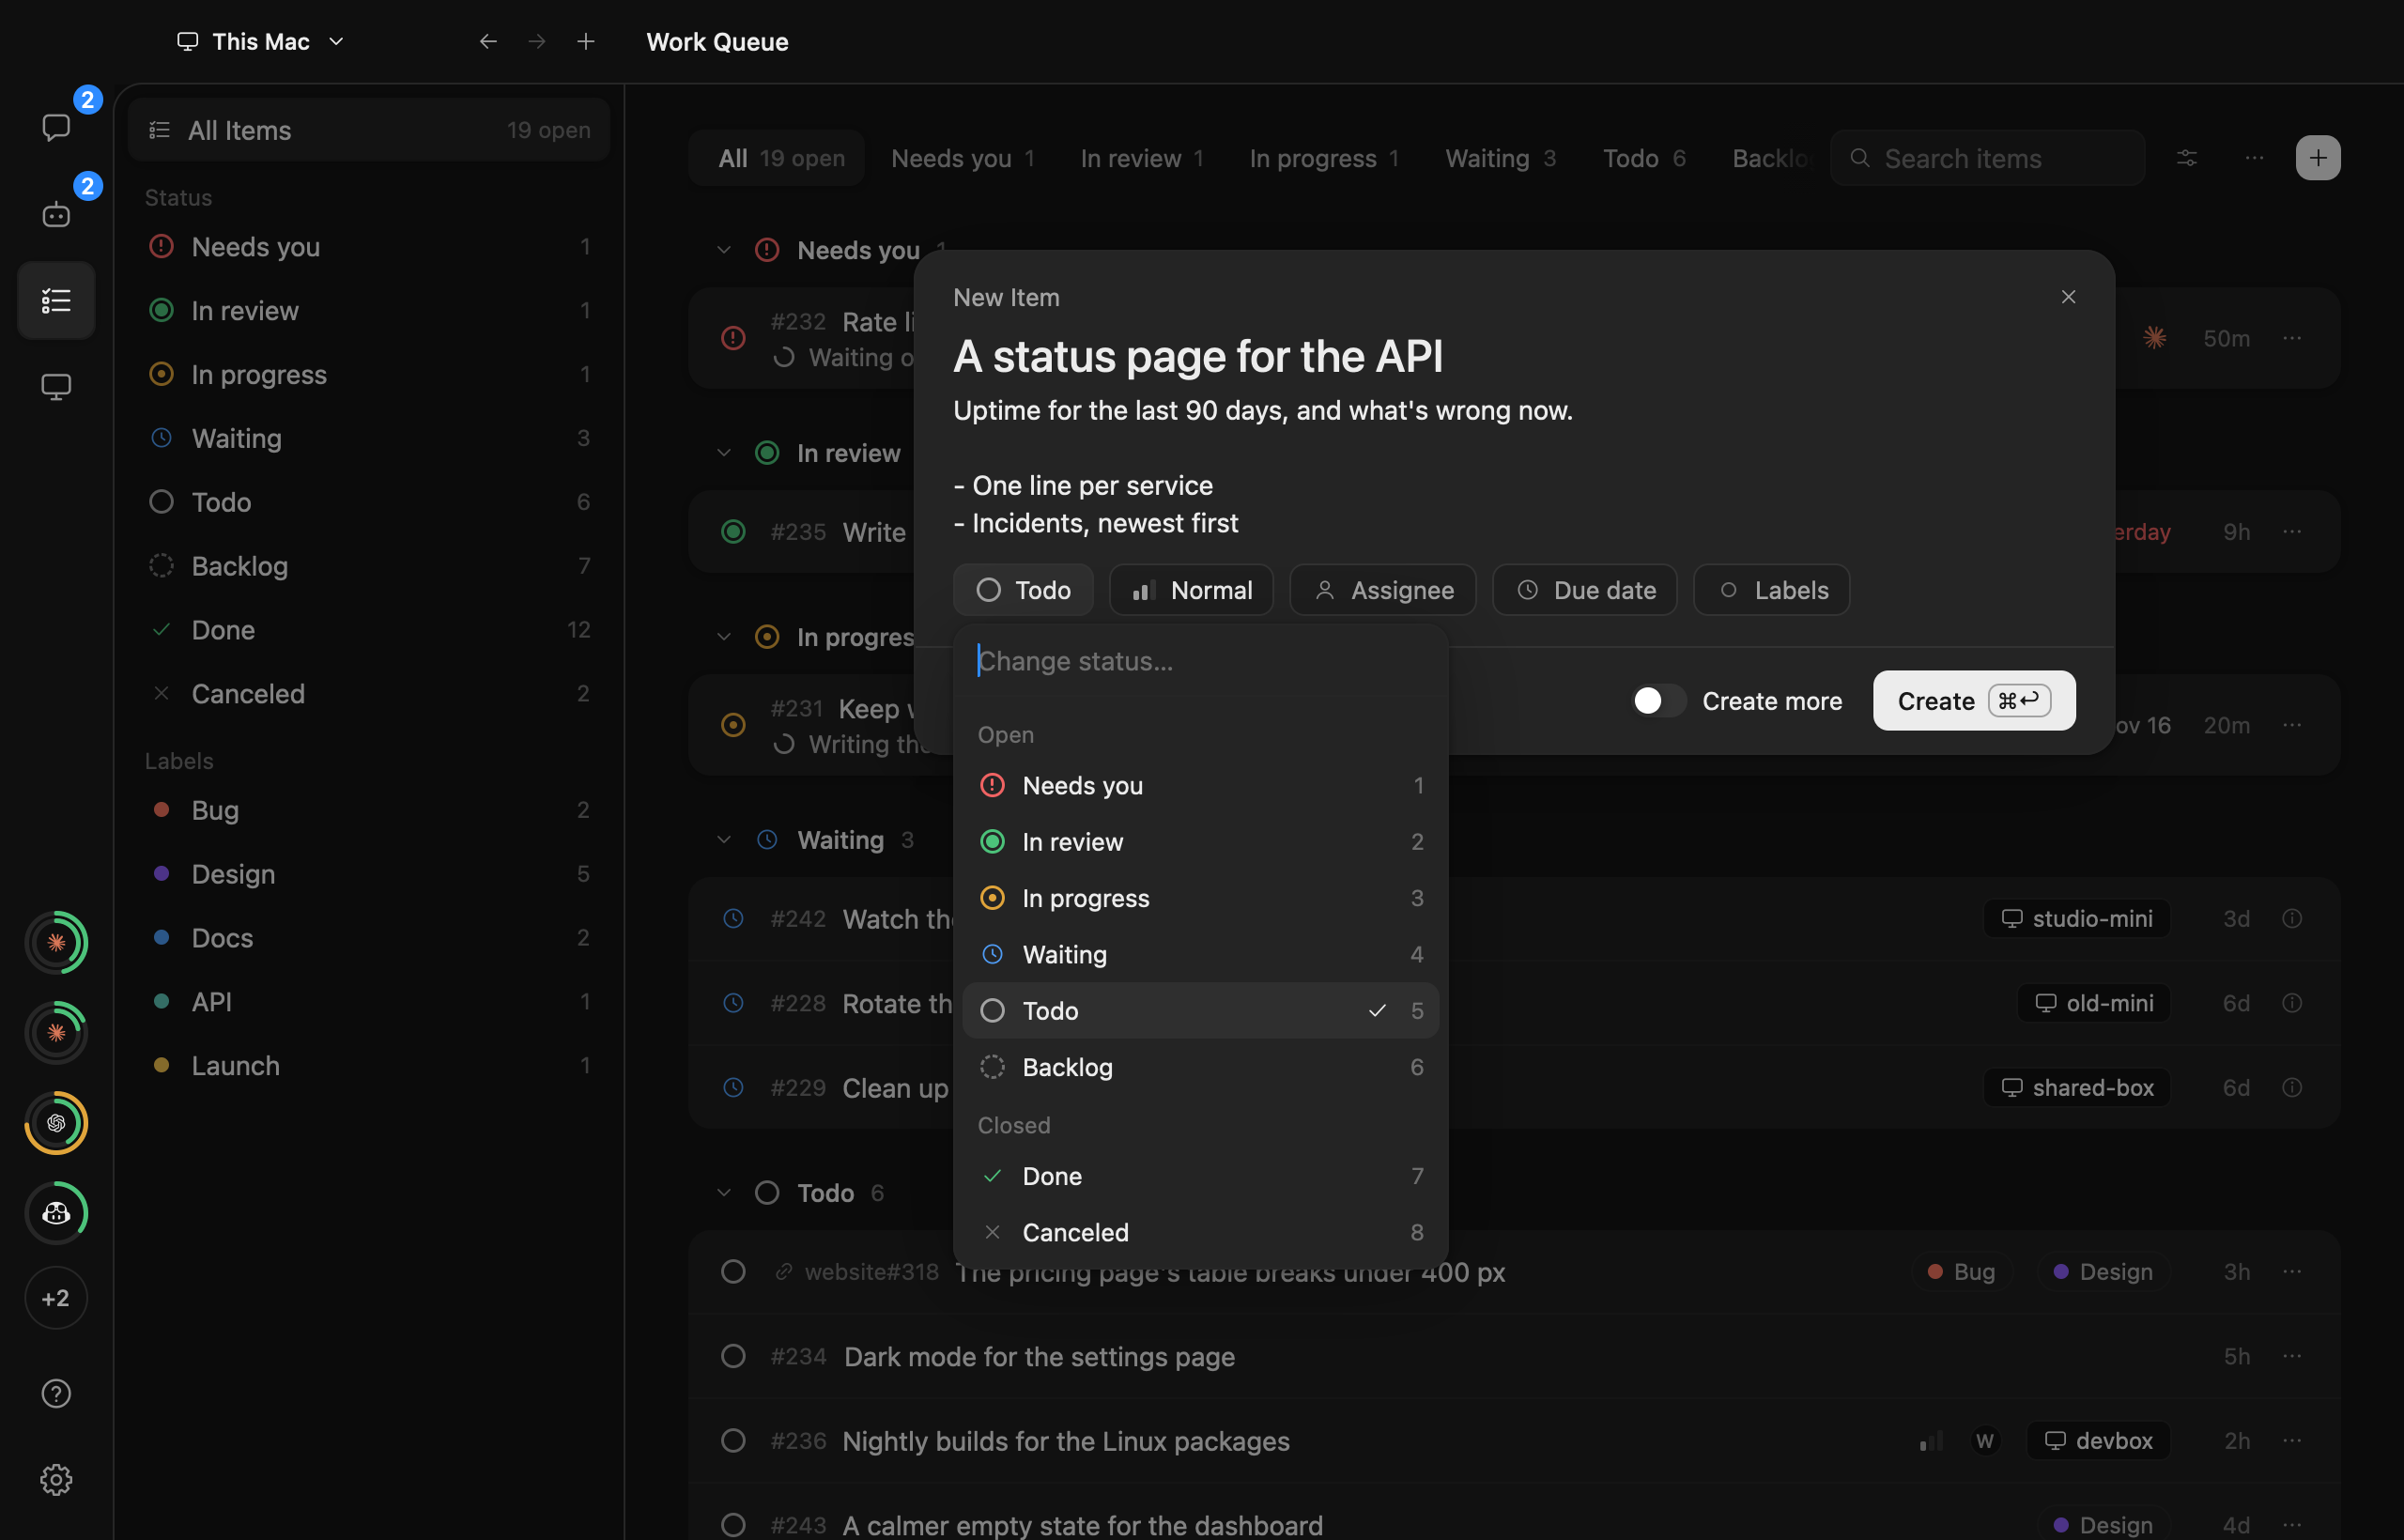 This Mac
Work Queue
2
2
All Items 19 open
Status
Needs you 1
In review 1
In progress 1
Waiting 3
Todo 6
Backlog 7
Done 12
Canceled 2
Labels
Bug 2
Design 5
Docs 2
API 1
Launch 1
+2
All 19 open Needs you 1 In review 1 In progress 1 Waiting 3 Todo 6 Search items
Needs you 1
#232 Rate
Waiting
50m
In review
#235 Write
9h
In
#231 Keep
Writing
16 20m
Waiting 3
#242 Watch
studio-mini 3d
#228 Rotate
old-mini 6d
#229 Clean up
shared-box 6d
Todo 6
website#318 The pricing page's table breaks under 400 px Bug Design 3h
#234 Dark mode for the settings page 5h
#236 Nightly builds for the Linux packages W devbox 2h
#243 A calmer empty state for the dashboard Design 4d
New Item
A status page for the API
Uptime for the last 90 days, and what's wrong now.
- One line per service
- Incidents, newest first
Todo Normal Assignee Due date Labels
Create more Create ⌘↩
Change status...
Open
Needs you 1
In review 2
In progress 3
Waiting 4
Todo 5
Backlog 6
Closed
Done 7
Canceled 8